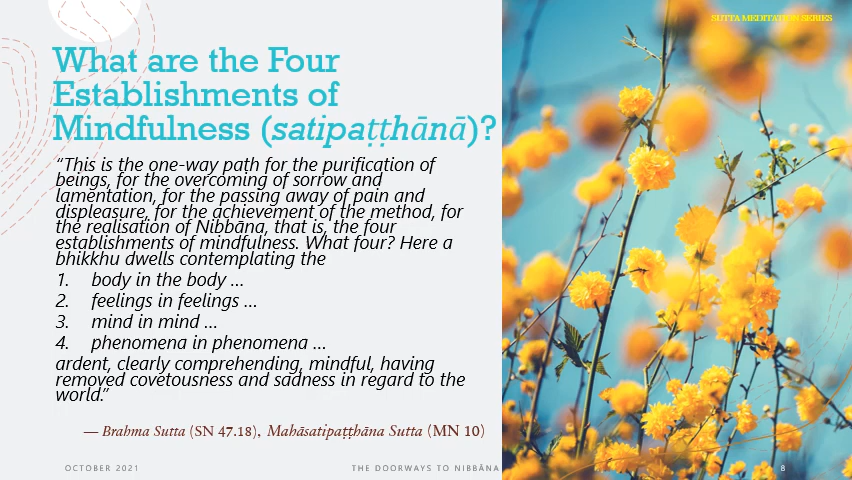 SUTTA MEDITATION SERIES
What are the Four
Establishments of
Mindfulness (satipaṭṭhānā)?
“This is the one-way path for the purification of
beings, for the overcoming of sorrow and
lamentation, for the passing away of pain and
displeasure, for the achievement of the method, for
the realisation of Nibbāna, that is, the four
establishments of mindfulness. What four? Here a
bhikkhu dwells contemplating the
1. body in the body …
2. feelings in feelings …
3. mind in mind …
4. phenomena in phenomena …
ardent, clearly comprehending, mindful, having
removed covetousness and sadness in regard to the
world.”
— Brahma Sutta (SN 47.18), Mahāsatipaṭṭhāna Sutta (MN 10)
OCTOBER 2021 THE DOORWAYS TO NIBBĀNA 8